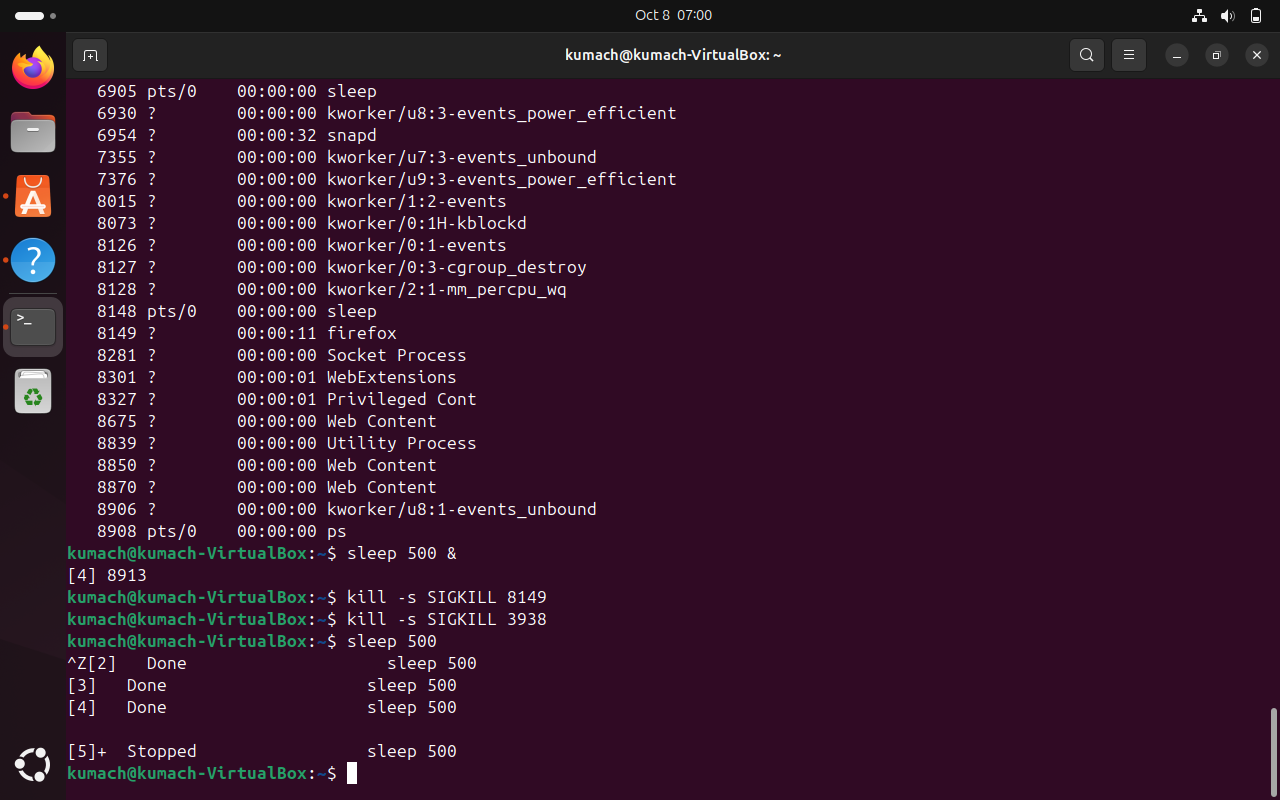 Oct 8 07:00
kumach@kumach-VirtualBox: ~
6905 pts/0    00:00:00 sleep
6930 ?        00:00:00 kworker/u8:3-events_power_efficient
6954 ?        00:00:32 snapd
7355 ?        00:00:00 kworker/u7:3-events_unbound
7376 ?        00:00:00 kworker/u9:3-events_power_efficient
8015 ?        00:00:00 kworker/1:2-events
8073 ?        00:00:00 kworker/0:1H-kblockd
8126 ?        00:00:00 kworker/0:1-events
8127 ?        00:00:00 kworker/0:3-cgroup_destroy
8128 ?        00:00:00 kworker/2:1-mm_percpu_wq
8148 pts/0    00:00:00 sleep
8149 ?        00:00:11 firefox
8281 ?        00:00:00 Socket Process
8301 ?        00:00:01 WebExtensions
8327 ?        00:00:01 Privileged Cont
8675 ?        00:00:00 Web Content
8839 ?        00:00:00 Utility Process
8850 ?        00:00:00 Web Content
8870 ?        00:00:00 Web Content
8906 ?        00:00:00 kworker/u8:1-events_unbound
8908 pts/0    00:00:00 ps
kumach@kumach-VirtualBox:~$ sleep 500 &
[4] 8913
kumach@kumach-VirtualBox:~$ kill -s SIGKILL 8149
kumach@kumach-VirtualBox:~$ kill -s SIGKILL 3938
kumach@kumach-VirtualBox:~$ sleep 500
^Z[2]   Done                    sleep 500
[3]   Done                    sleep 500
[4]   Done                    sleep 500
[5]+  Stopped                 sleep 500
kumach@kumach-VirtualBox:~$